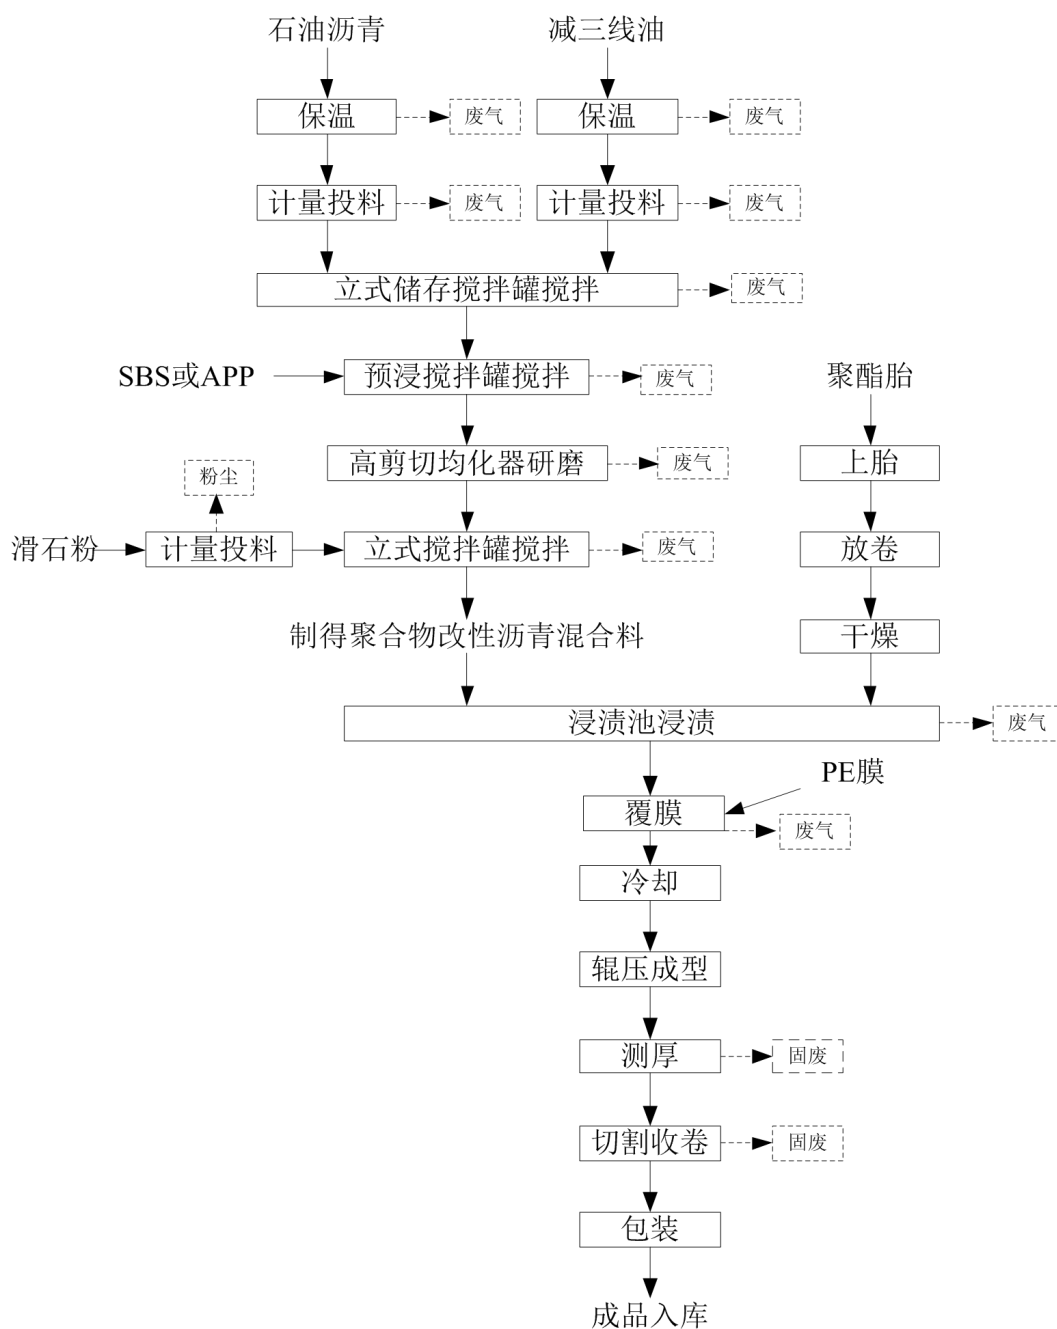 石油沥青
减三线油
保温
废气
保温
废气
计量投料
废气
计量投料
废气
立式储存搅拌罐搅拌
废气
SBS或APP
预浸搅拌罐搅拌
废气
聚酯胎
高剪切均化器研磨
废气
上胎
粉尘
滑石粉
计量投料
立式搅拌罐搅拌
废气
放卷
制得聚合物改性沥青混合料
干燥
浸渍池浸渍
废气
PE膜
覆膜
废气
冷却
辊压成型
测厚
固废
切割收卷
固废
包装
成品入库